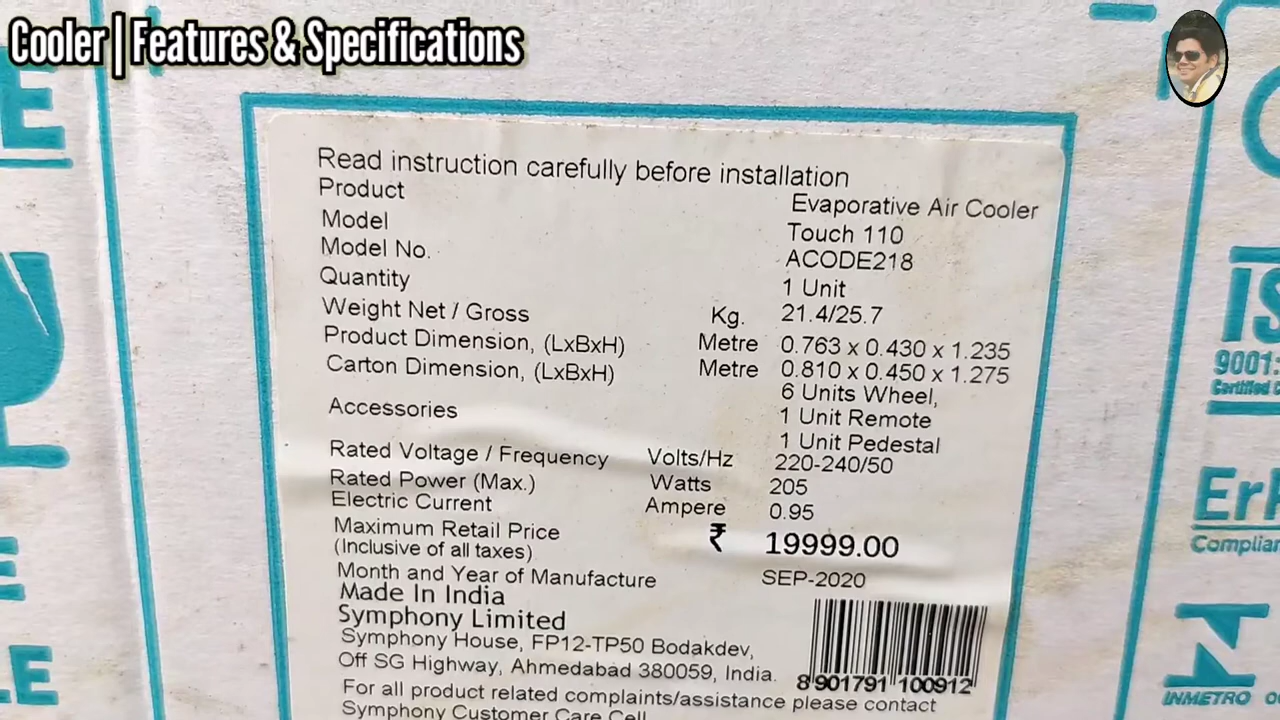 Cooler | Features & Specifications
Read instruction carefully before installation
Product Evaporative Air Cooler
Model Touch 110
Model No. ACODE218
Quantity 1 Unit
Weight Net / Gross Kg. 21.4/25.7
Product Dimension, (LxBxH) Metre 0.763 x 0.430 x 1.235
Carton Dimension, (LxBxH) Metre 0.810 x 0.450 x 1.275
Accessories 6 Units Wheel,
1 Unit Remote
1 Unit Pedestal
Rated Voltage / Frequency Volts/Hz 220-240/50
Rated Power (Max.) Watts 205
Electric Current Ampere 0.95
Maximum Retail Price ₹ 19999.00
(Inclusive of all taxes)
Month and Year of Manufacture SEP-2020
Made In India
Symphony Limited
Symphony House, FP12-TP50 Bodakdev,
Off SG Highway, Ahmedabad 380059, India.
8 901791 100912
For all product related complaints/assistance please contact
Symphony Customer Care Cell
9001:
Certified
INMETRO